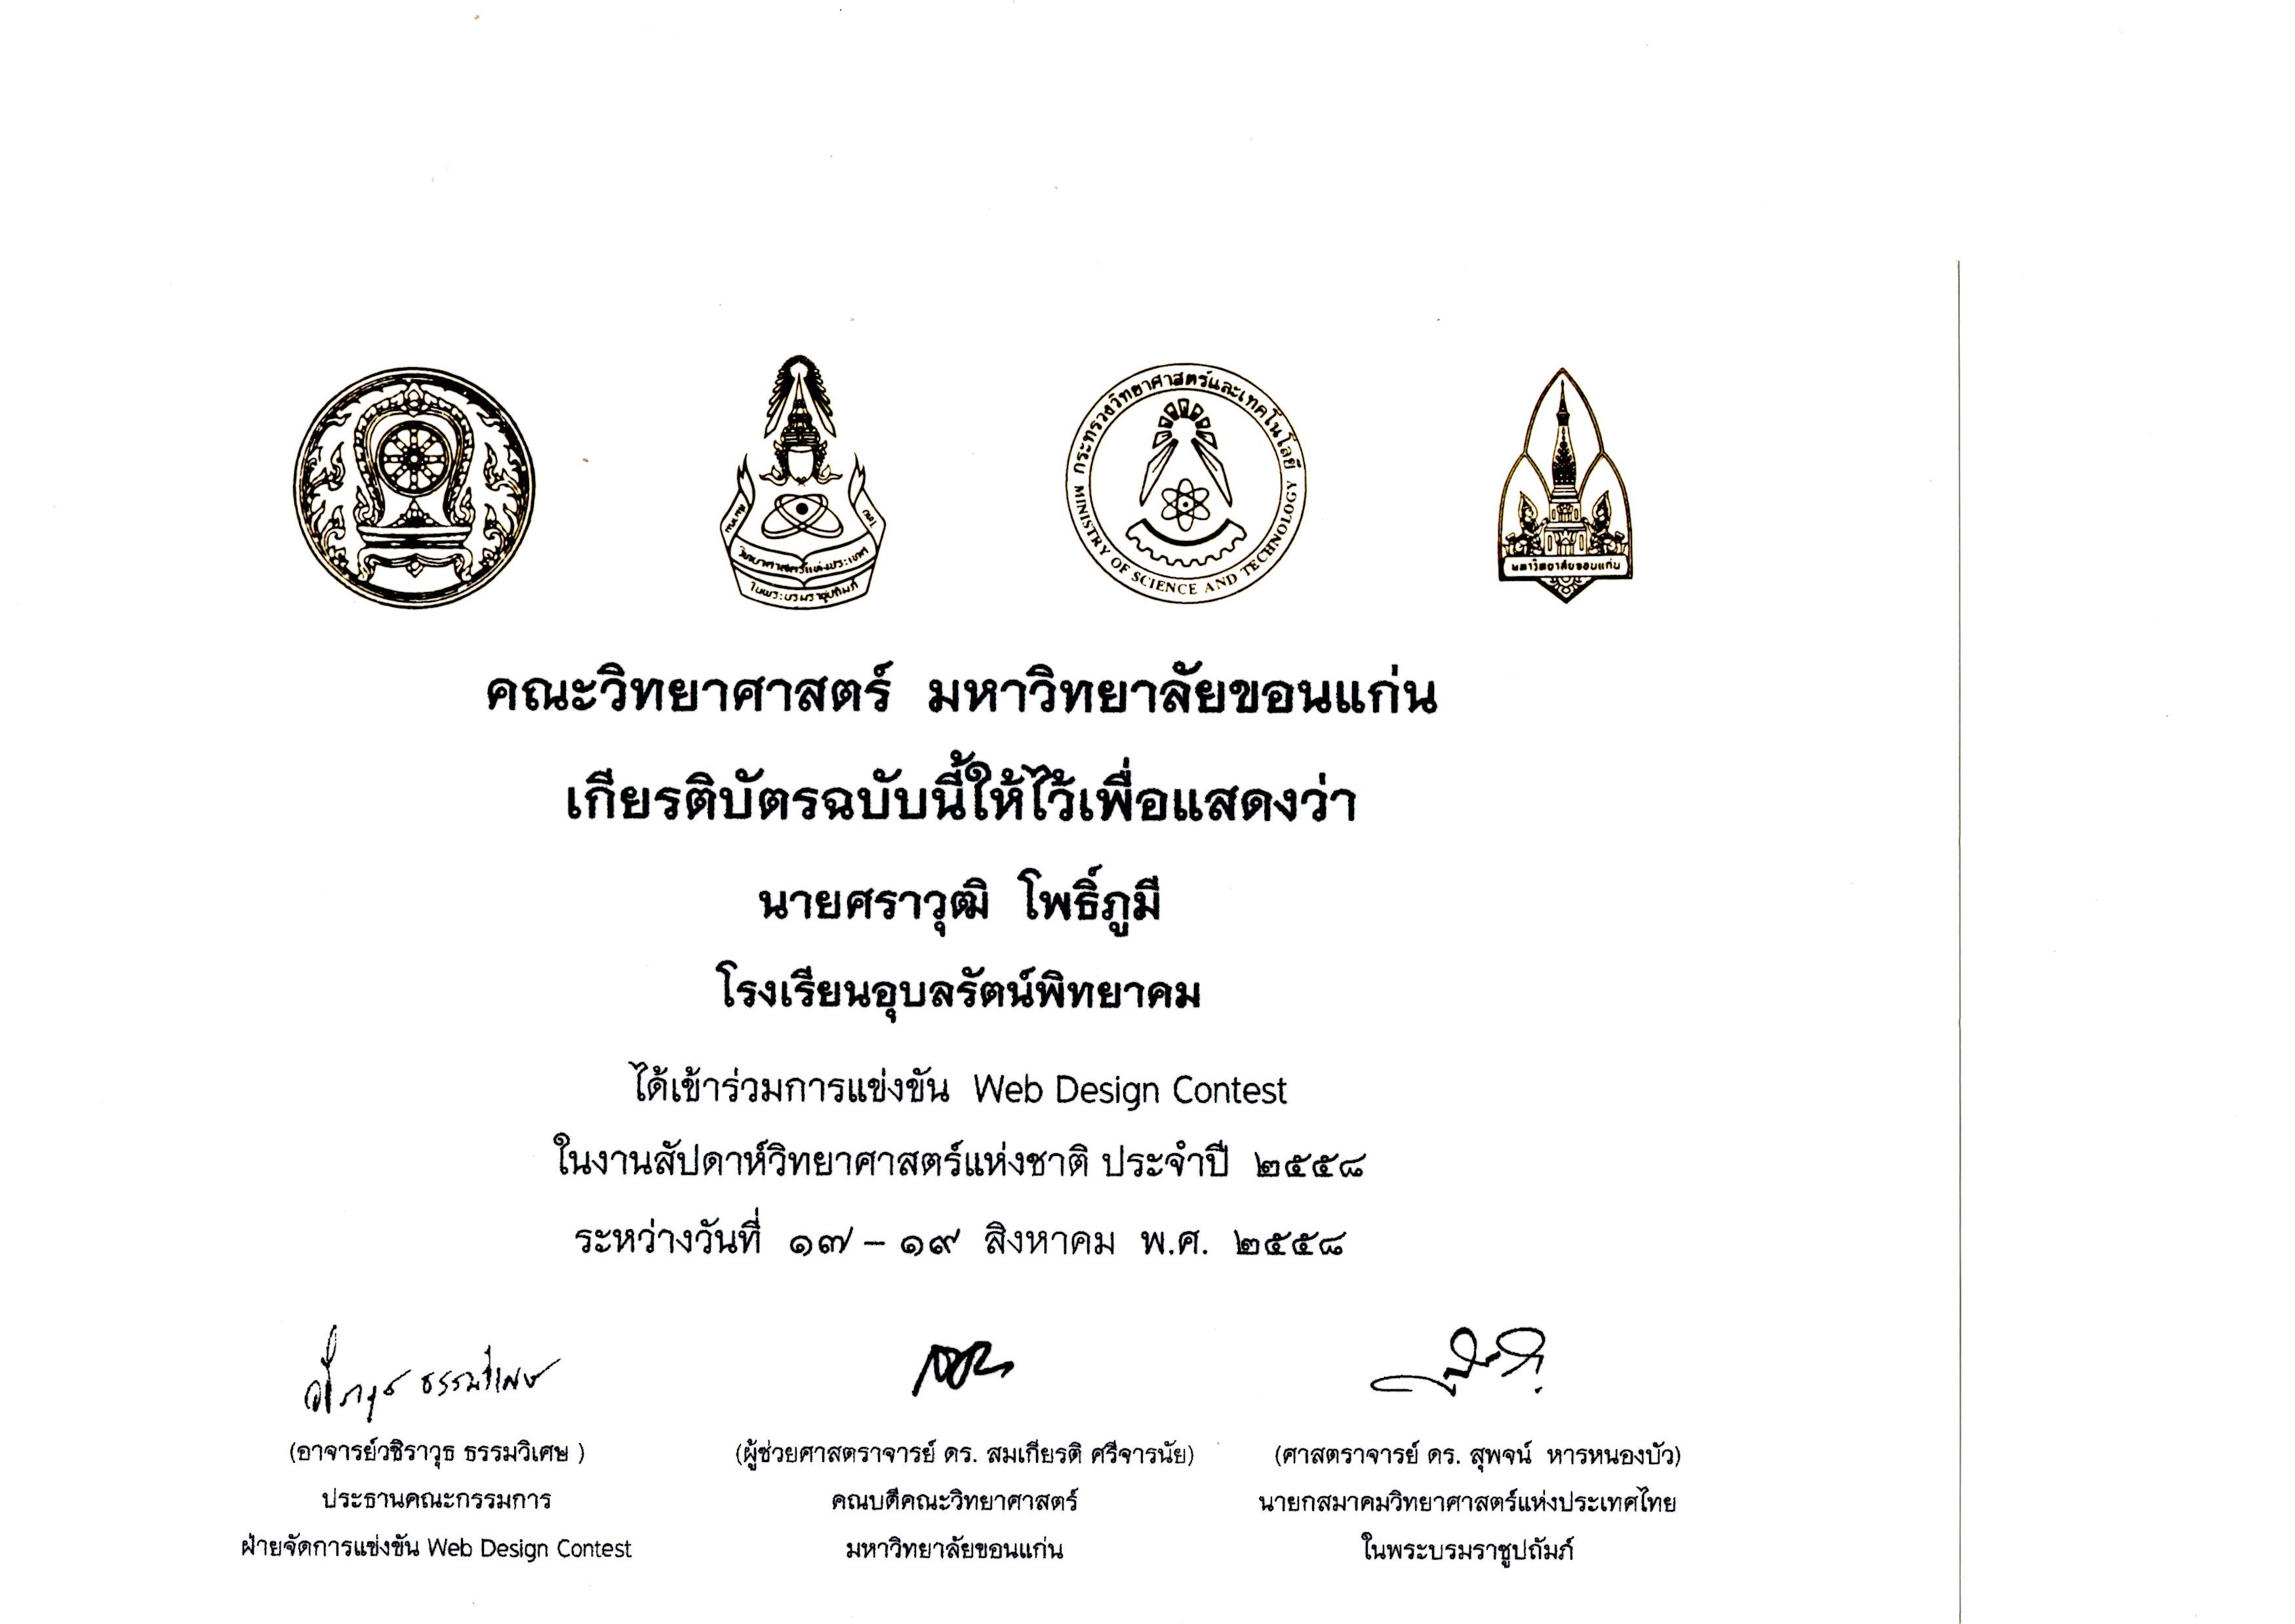 กระทรวงวิทยาศาสตร์และเทคโนโลยี
MINISTRY OF SCIENCE AND TECHNOLOGY
วิทยาศาสตร์แห่งประเทศ
ในพระบรมราชูปถัมภ์
มหาวิทยาลัยขอนแก่น
คณะวิทยาศาสตร์ มหาวิทยาลัยขอนแก่น
เกียรติบัตรฉบับนี้ให้ไว้เพื่อแสดงว่า
นายศราวุฒิ โพธิ์ภูมี
โรงเรียนอุบลรัตน์พิทยาคม
ได้เข้าร่วมการแข่งขัน Web Design Contest
ในงานสัปดาห์วิทยาศาสตร์แห่งชาติ ประจำปี ๒๕๕๘
ระหว่างวันที่ ๑๗ – ๑๙ สิงหาคม พ.ศ. ๒๕๕๘
(อาจารย์วชิราวุธ ธรรมวิเศษ )
ประธานคณะกรรมการ
ฝ่ายจัดการแข่งขัน Web Design Contest
(ผู้ช่วยศาสตราจารย์ ดร. สมเกียรติ ศรีจารนัย)
คณบดีคณะวิทยาศาสตร์
มหาวิทยาลัยขอนแก่น
(ศาสตราจารย์ ดร. สุพจน์ หารหนองบัว)
นายกสมาคมวิทยาศาสตร์แห่งประเทศไทย
ในพระบรมราชูปถัมภ์